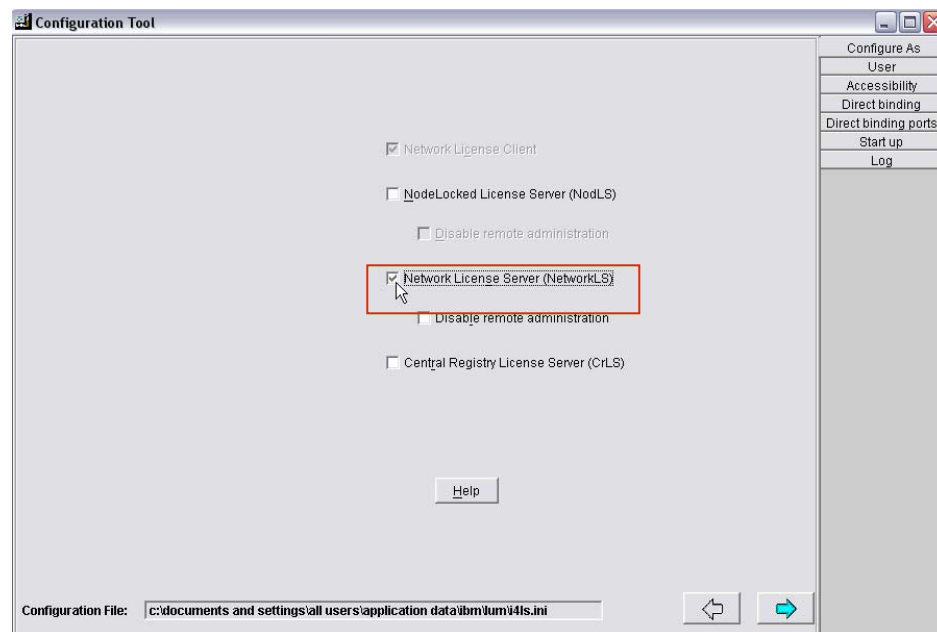 Configuration Tool
Configure As
User
Accessibility
Direct binding
Direct binding ports
Start up
Log
Network License Client
NodeLocked License Server (NodLS)
Disable remote administration
Network License Server (NetworkLS)
Disable remote administration
Central Registry License Server (CrLS)
Help
Configuration File: c:\documents and settings\all users\application data\ibm\lum\i4ls.ini